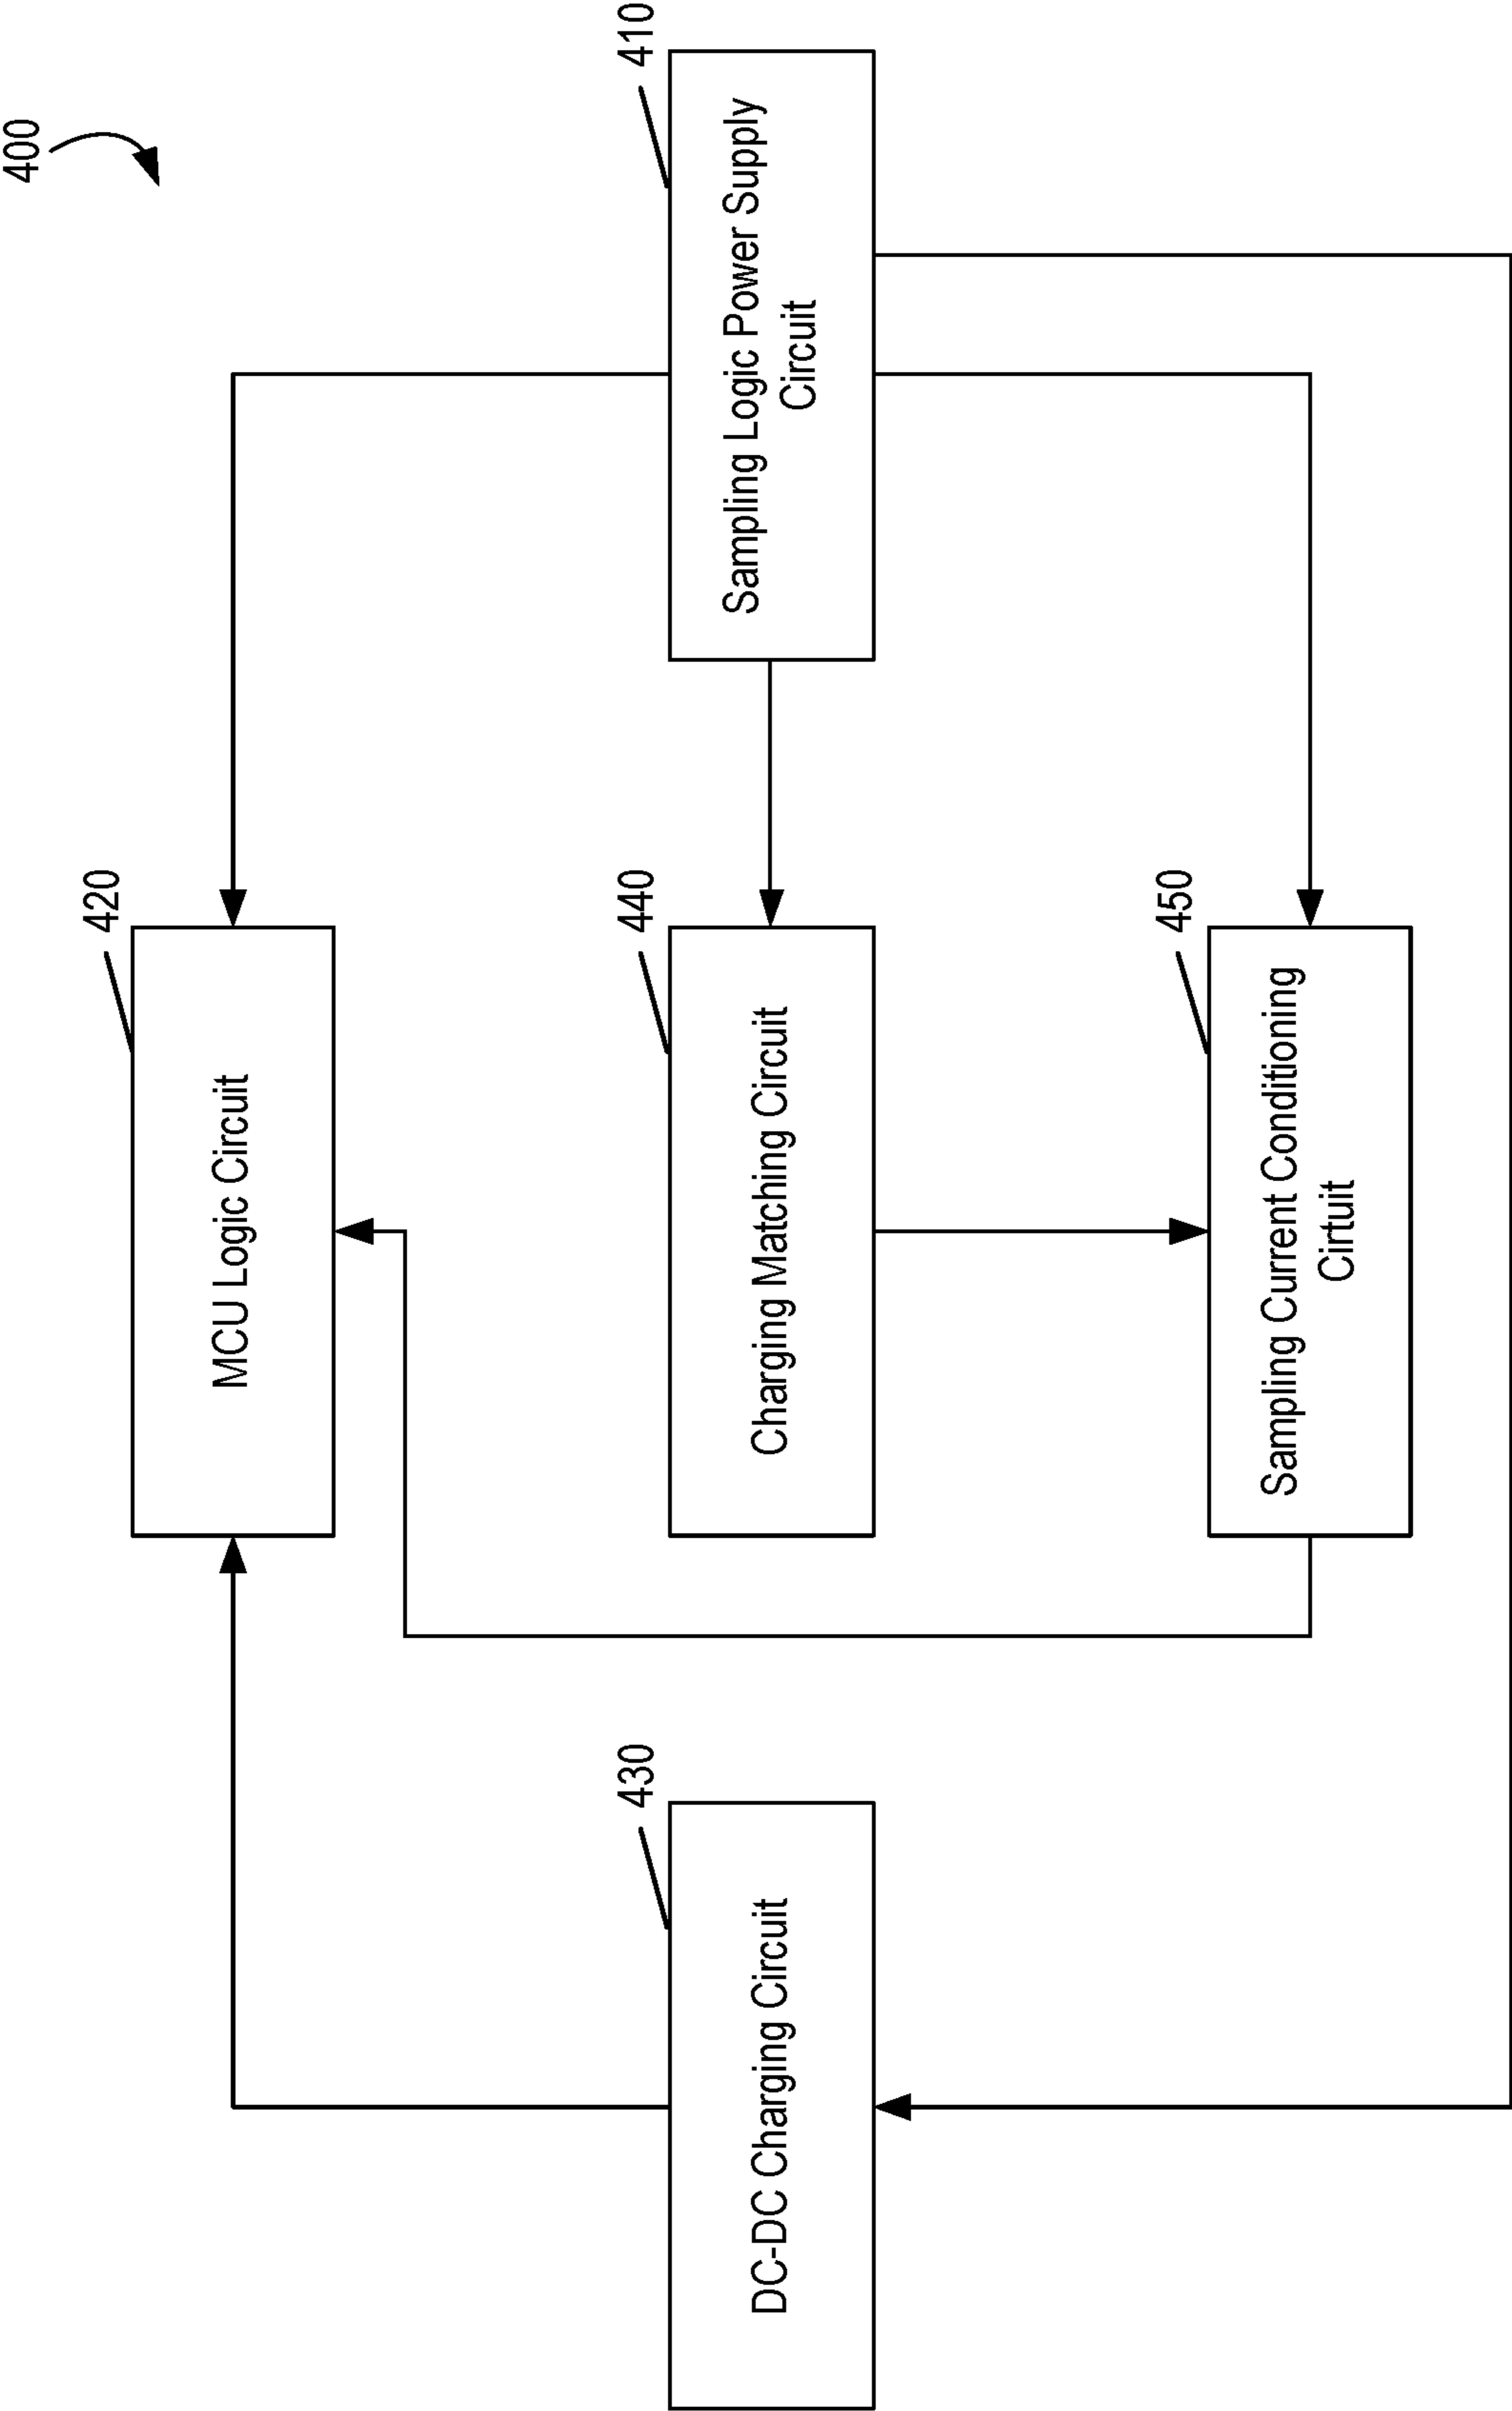 400
420
MCU Logic Circuit
430
DC-DC Charging Circuit
440
Charging Matching Circuit
410
Sampling Logic Power Supply
Circuit
450
Sampling Current Conditioning
Cirtuit